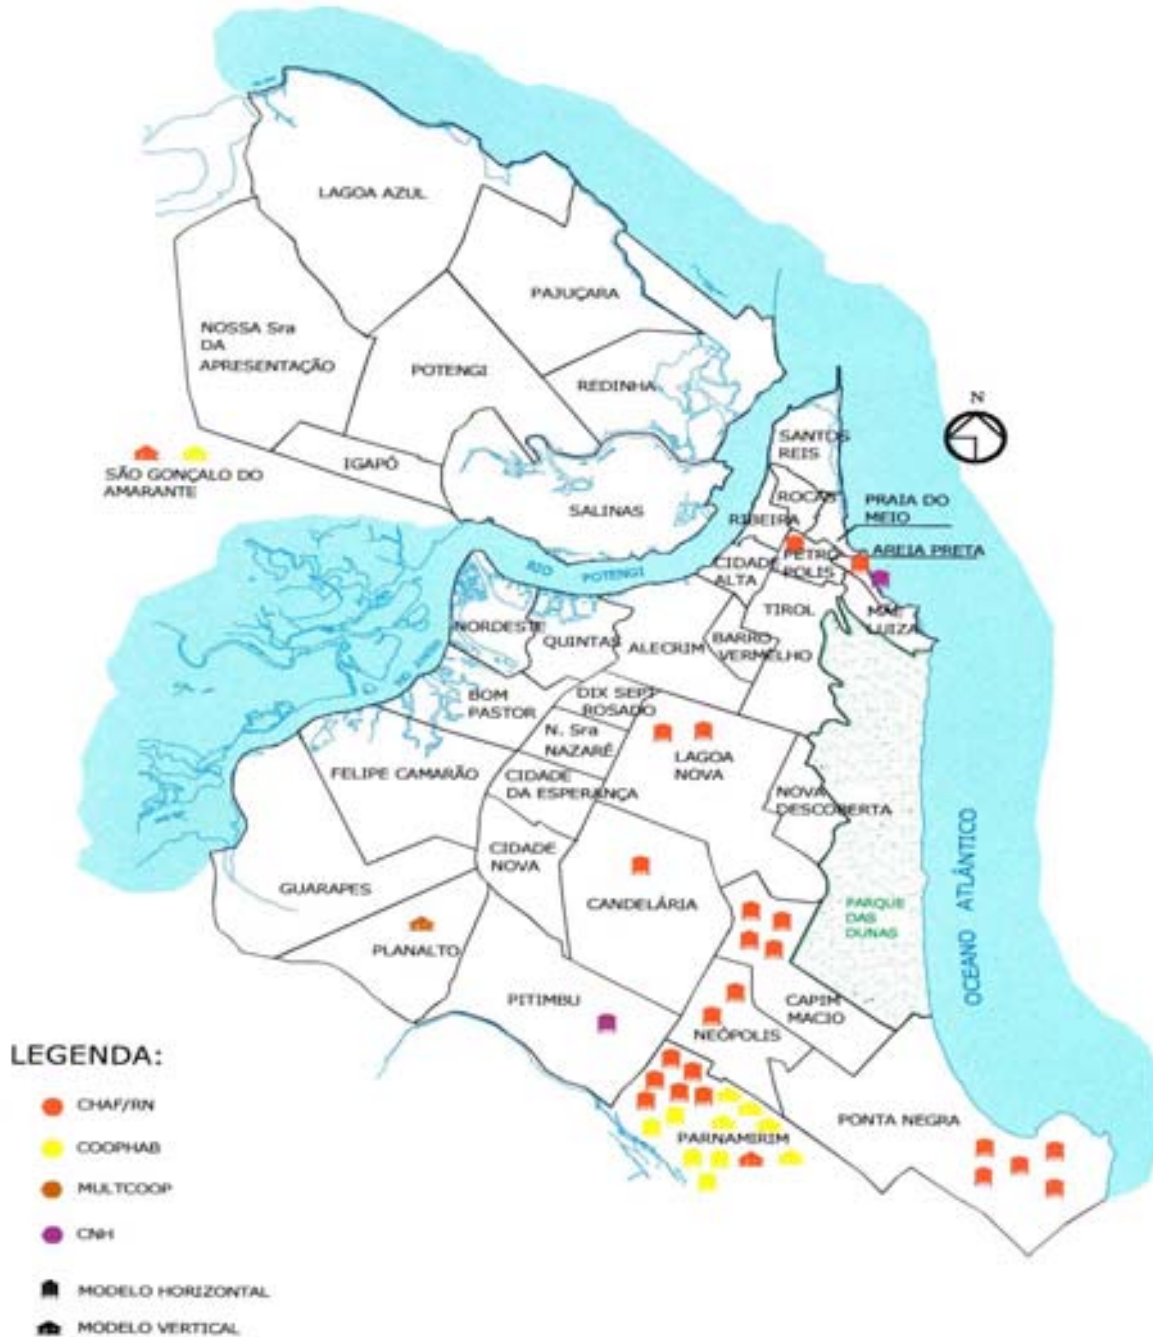 LAGOA AZUL
PAJUÇARA
NOSSA Sra
DA
APRESENTAÇÃO
POTENGI
REDINHA
N
SANTOS
REIS
SÃO GONÇALO DO
AMARANTE
IGAPÓ
SALINAS
ROCAS
PRAIA DO
MEIO
RIBEIRA
AREIA PRETA
PETRO
POLIS
CIDADE
ALTA
RIO POTENGI
TIROL
MAE
LUIZA
NORDESTE
QUINTAS
ALECRIM
BARRO
VERMELHO
BOM
PASTOR
DIX SEPT
ROSADO
N. Sra
NAZARÉ
LAGOA
NOVA
FELIPE CAMARÃO
CIDADE
DA ESPERANÇA
NOVA
DESCOBERTA
CIDADE
NOVA
GUARAPES
CANDELÁRIA
PARQUE
DAS
DUNAS
OCEANO ATLÂNTICO
PLANALTO
PITIMBU
CAPIM
MACIO
NEÓPOLIS
PONTA NEGRA
PARNAMIRIM
LEGENDA:
CHAF/RN
COOPHAB
MULTCOOP
CNH
MODELO HORIZONTAL
MODELO VERTICAL